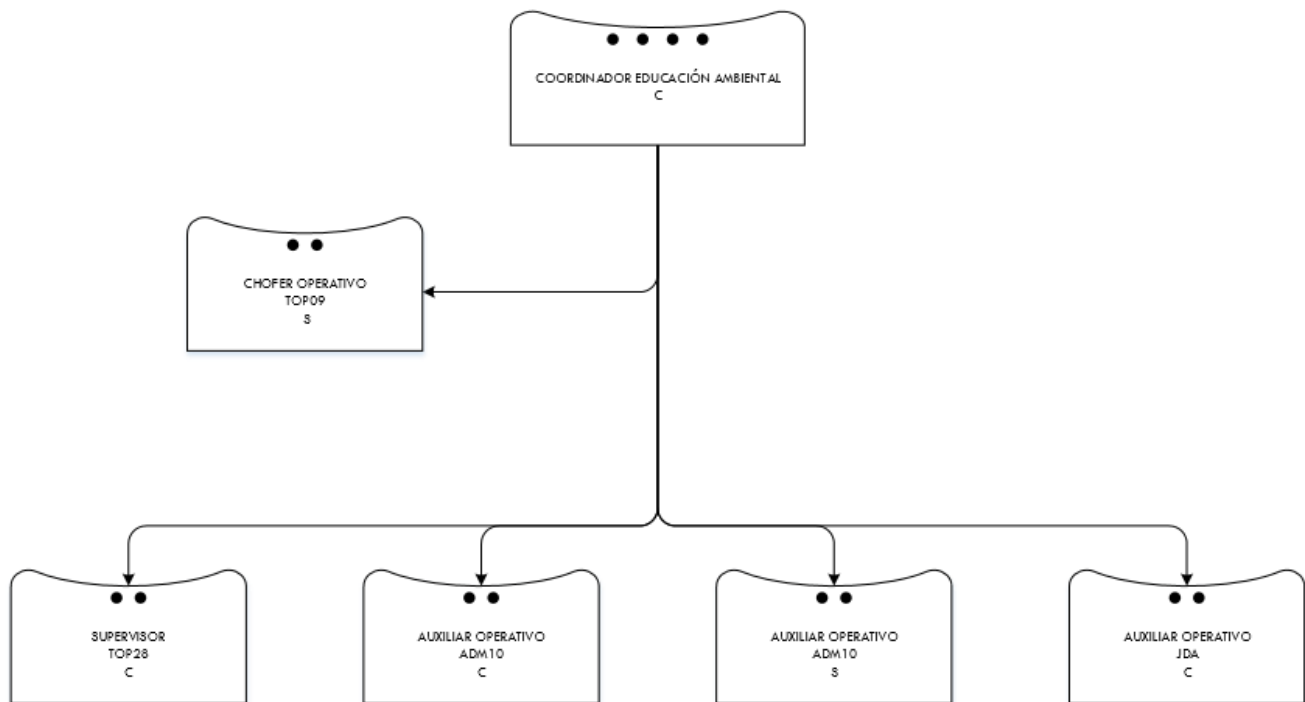 COORDINADOR EDUCACIÓN AMBIENTAL
C
CHOFER OPERATIVO
TOP09
S
SUPERVISOR
TOP28
C
AUXILIAR OPERATIVO
ADM10
C
AUXILIAR OPERATIVO
ADM10
S
AUXILIAR OPERATIVO
JDA
C